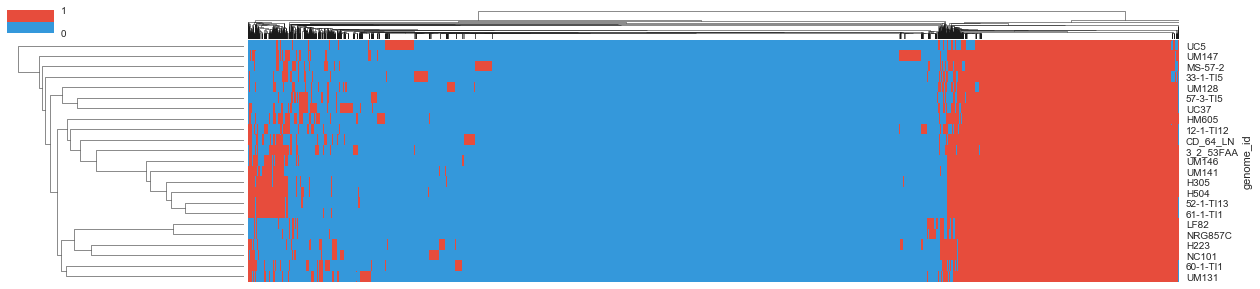 1
0
UC5
UM147
MS-57-2
33-1-TI5
UM128
57-3-TI5
UC37
HM605
12-1-TI12
CD_64_LN
3_2_53FAA
UM146
UM141
H305
H504
52-1-TI13
61-1-TI1
LF82
NRG857C
H223
NC101
60-1-TI1
UM131
genome_id